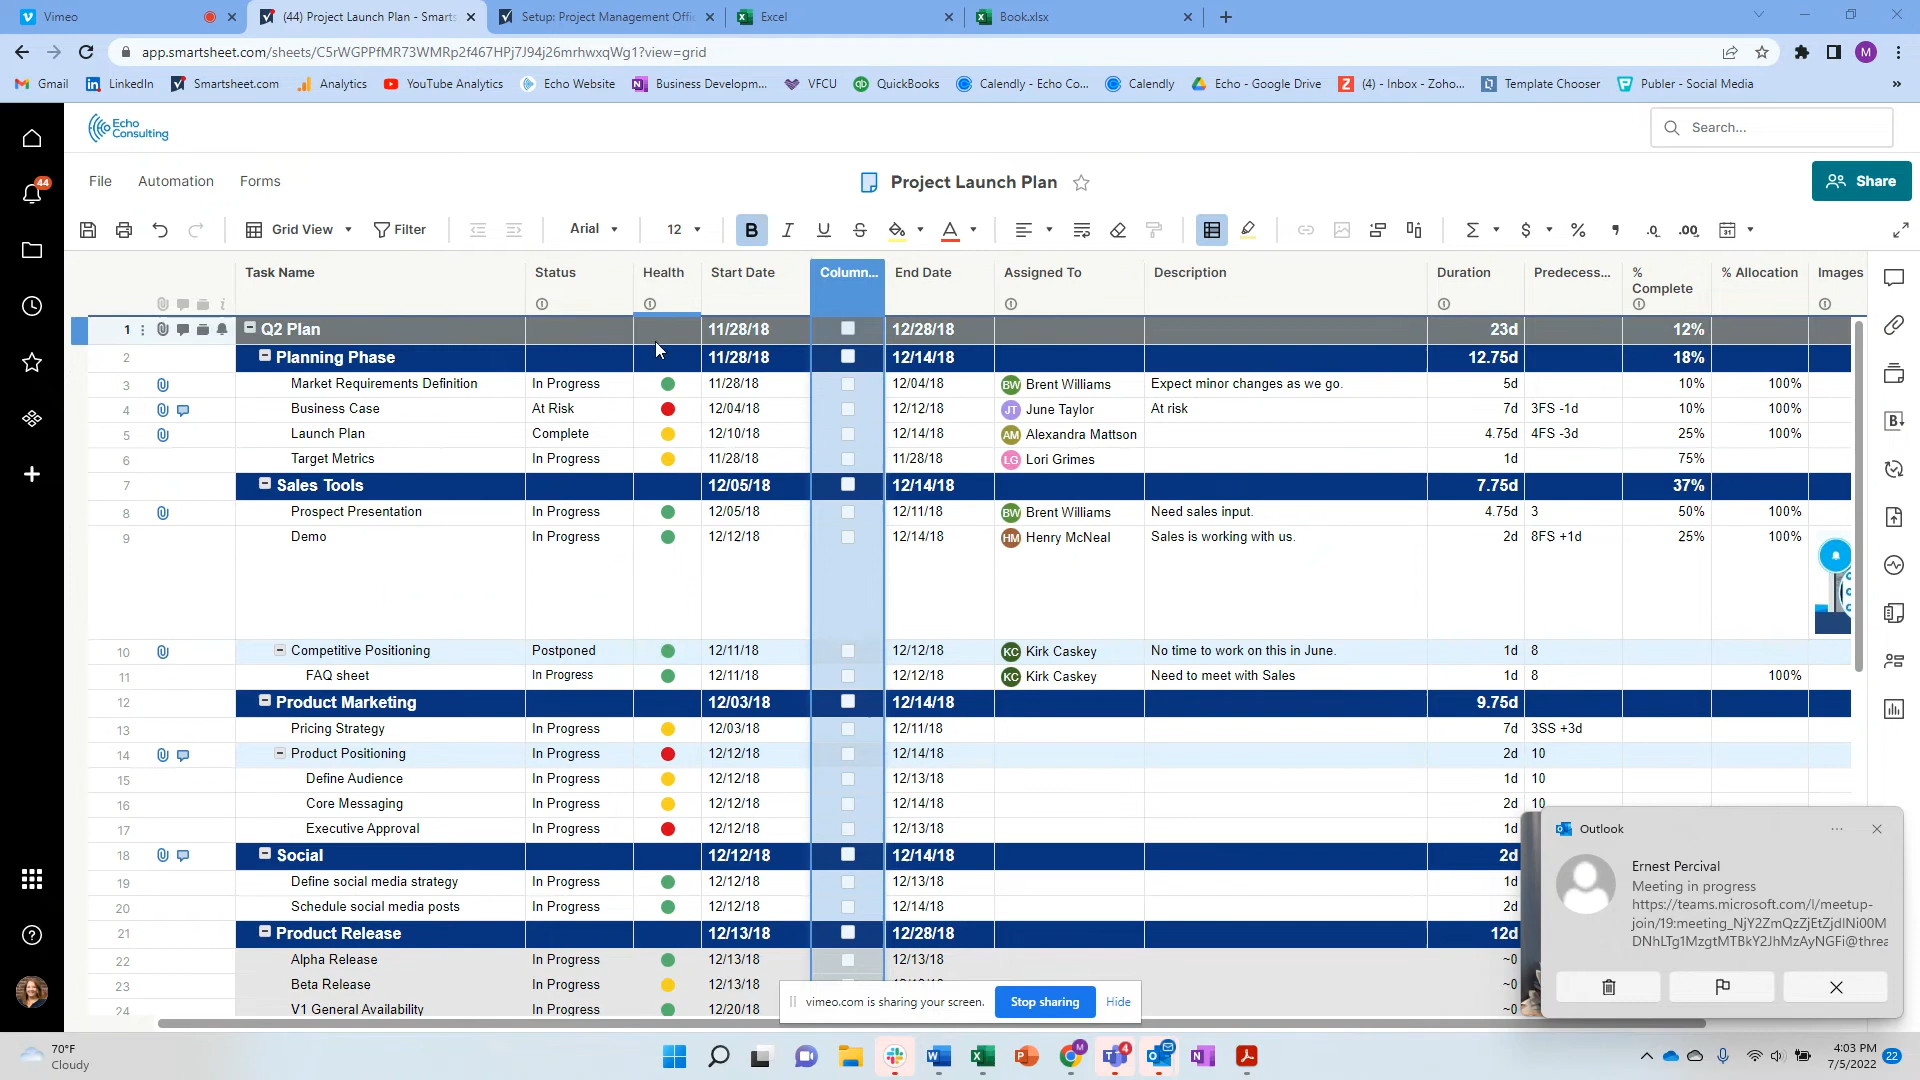 Vimeo
(44) Project Launch Plan - Smarts
Setup: Project Management Offi
Excel
Book.xlsx
app.smartsheet.com/sheets/C5rWGPPfMR73WMRp2f467HPj7J94j26mrhwxqWg1?view=grid
M
Gmail LinkedIn Smartsheet.com Analytics YouTube Analytics Echo Website Business Developm... VFCU QuickBooks Calendly - Echo Co... Calendly Echo - Google Drive (4) - Inbox - Zoho... Template Chooser Publer - Social Media »
Echo
Consulting
Search...
44
File Automation Forms
Project Launch Plan
Share
Grid View Filter Arial 12 B I U S A Σ $ % , .0 .00 31
Task Name Status Health Start Date Column... End Date Assigned To Description Duration Predecess... % Complete % Allocation Images
1 Q2 Plan 11/28/18 12/28/18 23d 12%
2 Planning Phase 11/28/18 12/14/18 12.75d 18%
3 Market Requirements Definition In Progress 11/28/18 12/04/18 BW Brent Williams Expect minor changes as we go. 5d 10% 100%
4 Business Case At Risk 12/04/18 12/12/18 JT June Taylor At risk 7d 3FS -1d 10% 100%
5 Launch Plan Complete 12/10/18 12/14/18 AM Alexandra Mattson 4.75d 4FS -3d 25% 100%
6 Target Metrics In Progress 11/28/18 11/28/18 LG Lori Grimes 1d 75%
7 Sales Tools 12/05/18 12/14/18 7.75d 37%
8 Prospect Presentation In Progress 12/05/18 12/11/18 BW Brent Williams Need sales input. 4.75d 3 50% 100%
9 Demo In Progress 12/12/18 12/14/18 HM Henry McNeal Sales is working with us. 2d 8FS +1d 25% 100%
10 Competitive Positioning Postponed 12/11/18 12/12/18 KC Kirk Caskey No time to work on this in June. 1d 8
11 FAQ sheet In Progress 12/11/18 12/12/18 KC Kirk Caskey Need to meet with Sales 1d 8 100%
12 Product Marketing 12/03/18 12/14/18 9.75d
13 Pricing Strategy In Progress 12/03/18 12/11/18 7d 3SS +3d
14 Product Positioning In Progress 12/12/18 12/14/18 2d 10
15 Define Audience In Progress 12/12/18 12/13/18 1d 10
16 Core Messaging In Progress 12/12/18 12/14/18 2d 10
17 Executive Approval In Progress 12/12/18 12/13/18 1d
18 Social 12/12/18 12/14/18 2d
19 Define social media strategy In Progress 12/12/18 12/13/18 1d
20 Schedule social media posts In Progress 12/12/18 12/14/18 2d
21 Product Release 12/13/18 12/28/18 12d
22 Alpha Release In Progress 12/13/18 12/13/18 ~0
23 Beta Release In Progress 12/13/18 ~0
24 V1 General Availability In Progress 12/20/18 ~0
Outlook
Ernest Percival
Meeting in progress
https://teams.microsoft.com/l/meetup-
join/19:meeting_NjY2ZmQzZjEtZjdlNi00M
DNhLTg1MzgtMTBkY2JhMzAyNGFi@threa
vimeo.com is sharing your screen. Stop sharing Hide
70°F
Cloudy
M
4
4:03 PM
7/5/2022
22